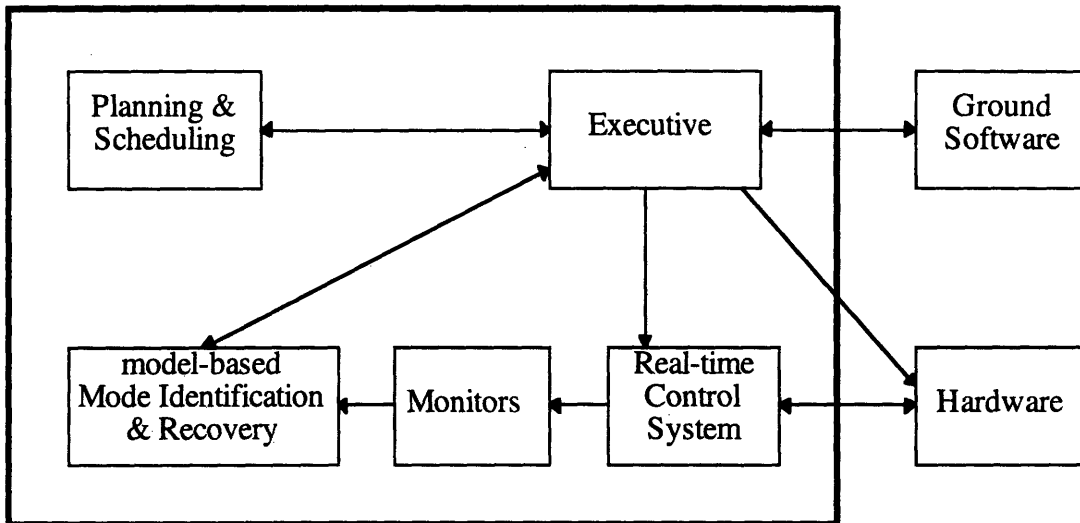 Planning &
Scheduling
Executive
Ground
Software
model-based
Mode Identification
& Recovery
Monitors
Real-time
Control
System
Hardware